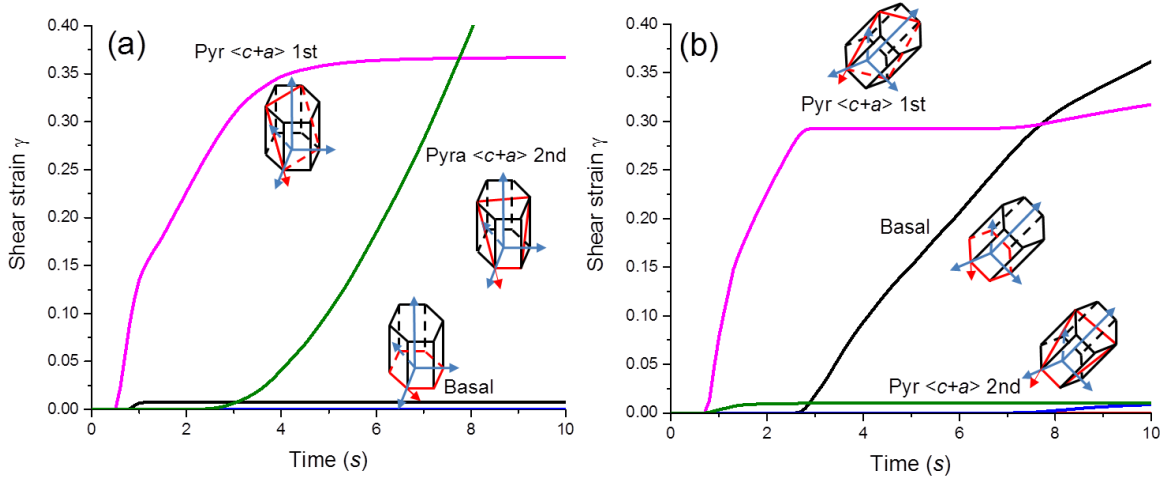 (a)
Pyr <c+a> 1st
Pyra <c+a> 2nd
Basal
Shear strain γ
0.40
0.35
0.30
0.25
0.20
0.15
0.10
0.05
0.00
0 2 4 6 8 10
Time (s)
(b)
Pyr <c+a> 1st
Basal
Pyr <c+a> 2nd
Shear strain γ
0.40
0.35
0.30
0.25
0.20
0.15
0.10
0.05
0.00
0 2 4 6 8 10
Time (s)